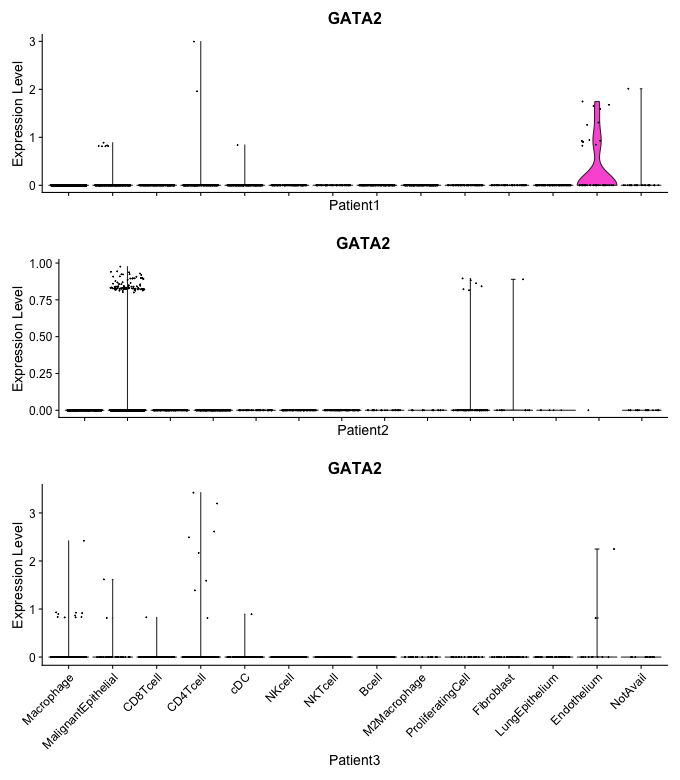 GATA2
Expression Level
3
2
1
0
Patient1
GATA2
Expression Level
1.00
0.75
0.50
0.25
0.00
Patient2
GATA2
Expression Level
3
2
1
0
Macrophage
MalignantEpithelial
CD8Tcell
CD4Tcell
cDC
NKcell
NKTcell
Bcell
M2Macrophage
ProliferatingCell
Fibroblast
LungEpithelium
Endothelium
NotAvail
Patient3